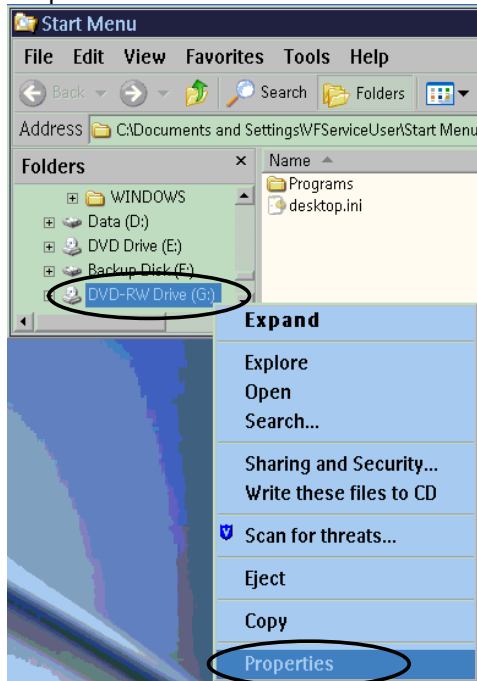 Start Menu
File Edit View Favorites Tools Help
Back Search Folders
Address C:\Documents and Settings\VFServiceUser\Start Menu
Folders × Name
WINDOWS
Programs
Data (D:)
desktop.ini
DVD Drive (E:)
Backup Disk (F:)
DVD-RW Drive (G:)
Expand
Explore
Open
Search...
Sharing and Security...
Write these files to CD
Scan for threats...
Eject
Copy
Properties